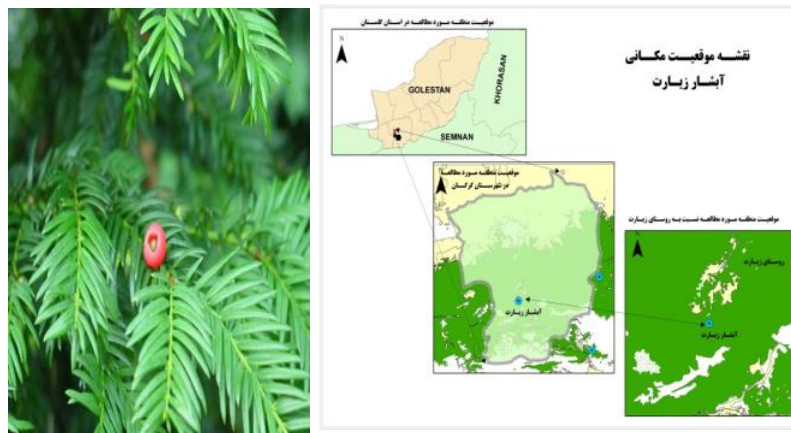 نقشه موقعیت مکانی
آبشار زیارت
موقعیت منطقه مورد مطالعه در استان گلستان
N
GOLESTAN
KHORASAN
SEMNAN
موقعیت منطقه مورد مطالعه
در شهرستان گرگان
آبشار زیارت
موقعیت منطقه مورد مطالعه نسبت به روستای زیارت
N
روستای زیارت
آبشار زیارت